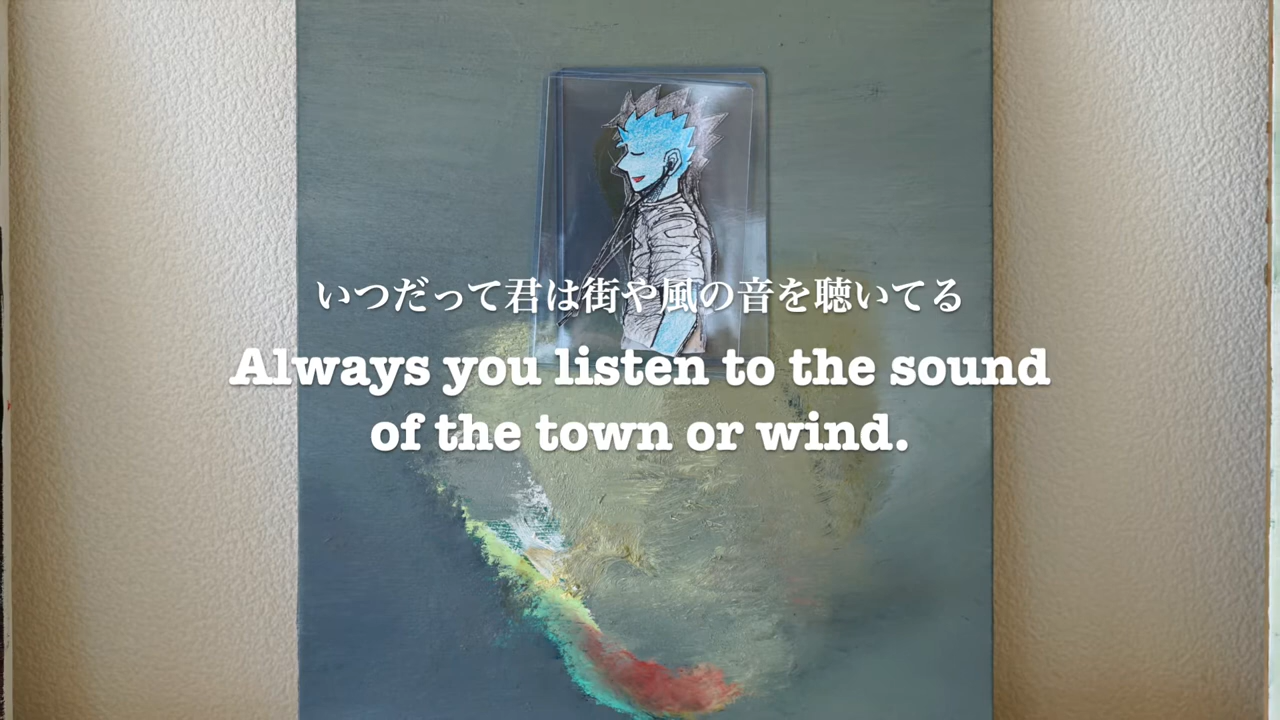 いつだって君は街や風の音を聴いてる
Always you listen to the sound
of the town or wind.